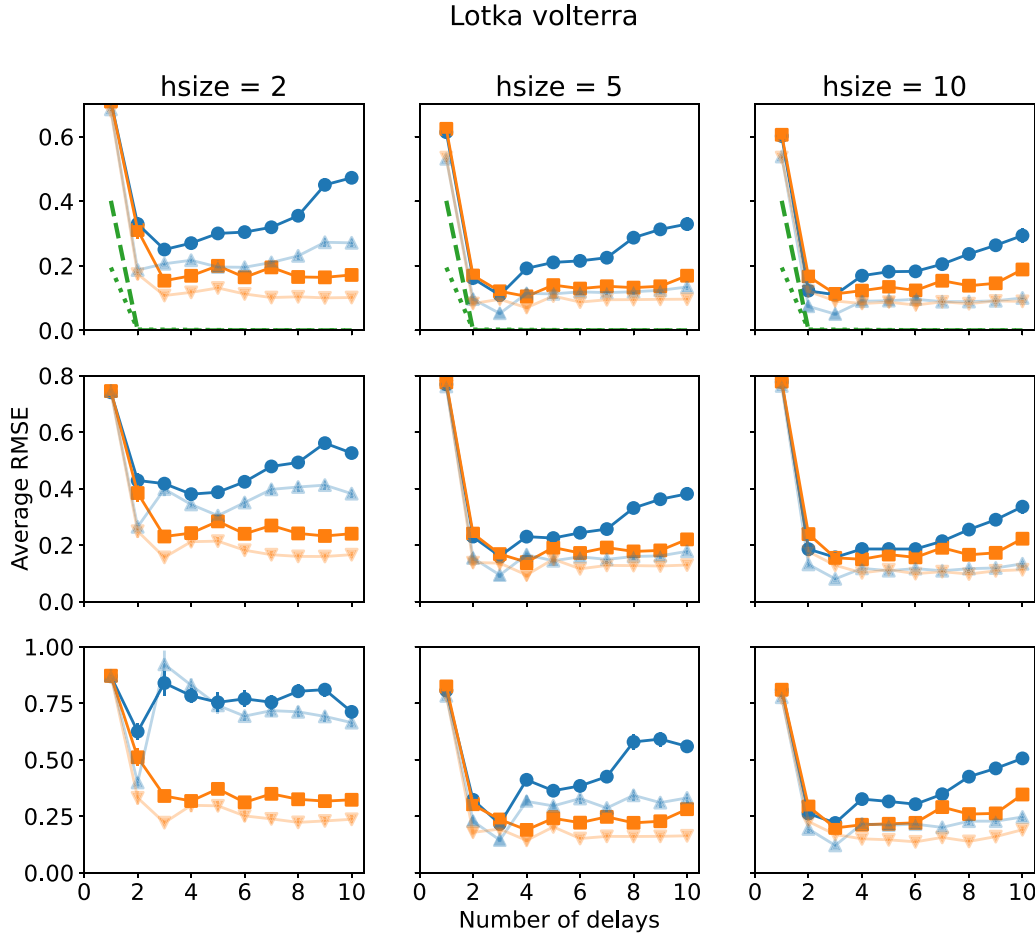 Lotka volterra
hsize = 2
hsize = 5
hsize = 10
0.6
0.4
0.2
0.0
0.8
0.6
0.4
0.2
0.0
Average RMSE
1.00
0.75
0.50
0.25
0.00
0 2 4 6 8 10
0 2 4 6 8 10
0 2 4 6 8 10
Number of delays